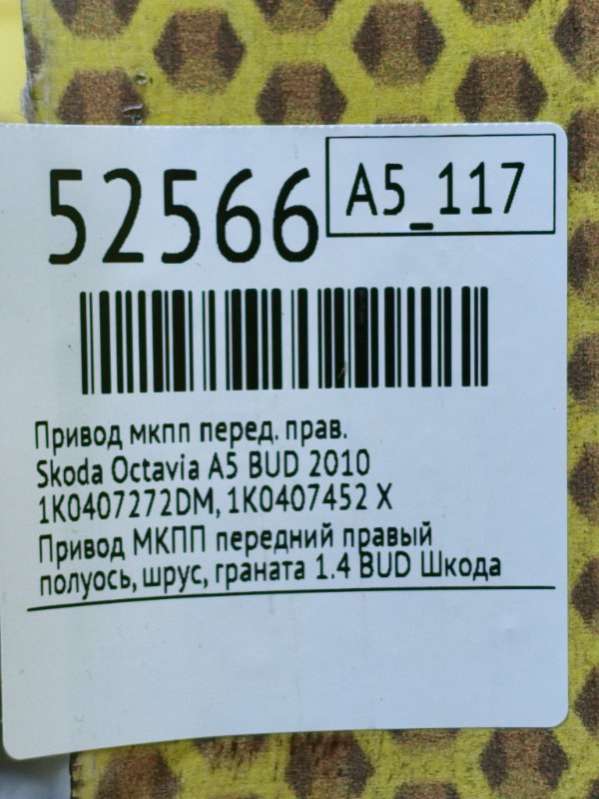 52566
A5_117
Привод мкпп перед. прав.
Skoda Octavia A5 BUD 2010
1K0407272DM, 1K0407452 X
Привод МКПП передний правый
полуось, шрус, граната 1.4 BUD Шкода